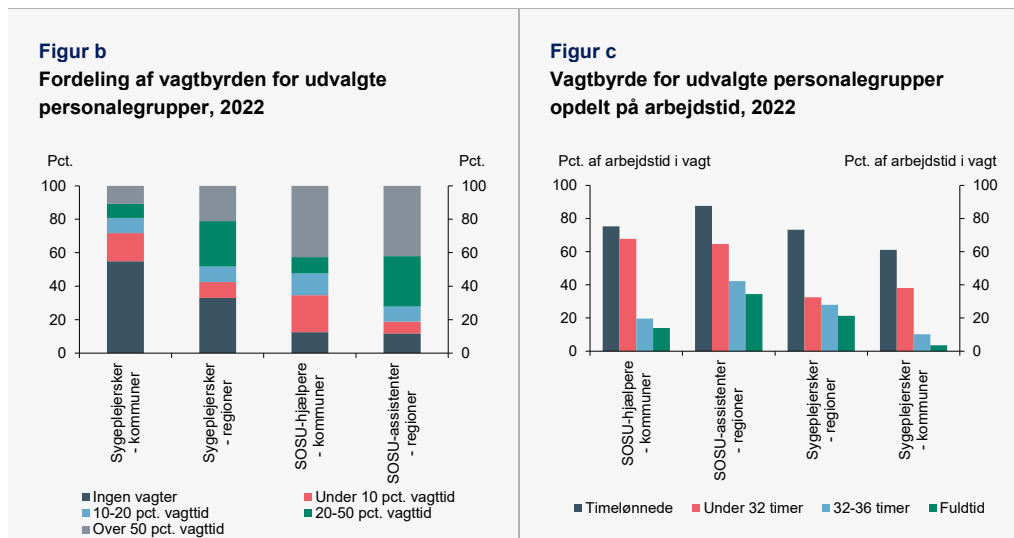 Figur b
Fordeling af vagtbyrden for udvalgte
personalegrupper, 2022
Pct.
Pct.
100
80
60
40
20
0
100
80
60
40
20
0
Sygeplejersker
- kommuner
Sygeplejersker
- regioner
SOSU-hjælpere
- kommuner
SOSU-assistenter
- regioner
Ingen vagter
Under 10 pct. vagttid
10-20 pct. vagttid
20-50 pct. vagttid
Over 50 pct. vagttid
Figur c
Vagtbyrde for udvalgte personalegrupper
opdelt på arbejdstid, 2022
Pct. af arbejdstid i vagt
Pct. af arbejdstid i vagt
100
80
60
40
20
0
100
80
60
40
20
0
SOSU-hjælpere
- kommuner
SOSU-assistenter
- regioner
Sygeplejersker
- regioner
Sygeplejersker
- kommuner
Timelønnede
Under 32 timer
32-36 timer
Fuldtid